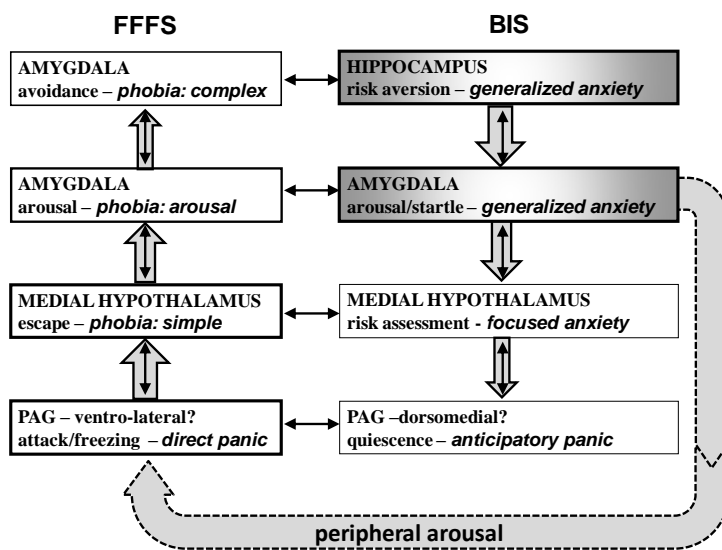 FFFS
BIS
AMYGDALA
avoidance – phobia: complex
HIPPOCAMPUS
risk aversion – generalized anxiety
AMYGDALA
arousal – phobia: arousal
AMYGDALA
arousal/startle – generalized anxiety
MEDIAL HYPOTHALAMUS
escape – phobia: simple
MEDIAL HYPOTHALAMUS
risk assessment - focused anxiety
PAG – ventro-lateral?
attack/freezing – direct panic
PAG –dorsomedial?
quiescence – anticipatory panic
peripheral arousal